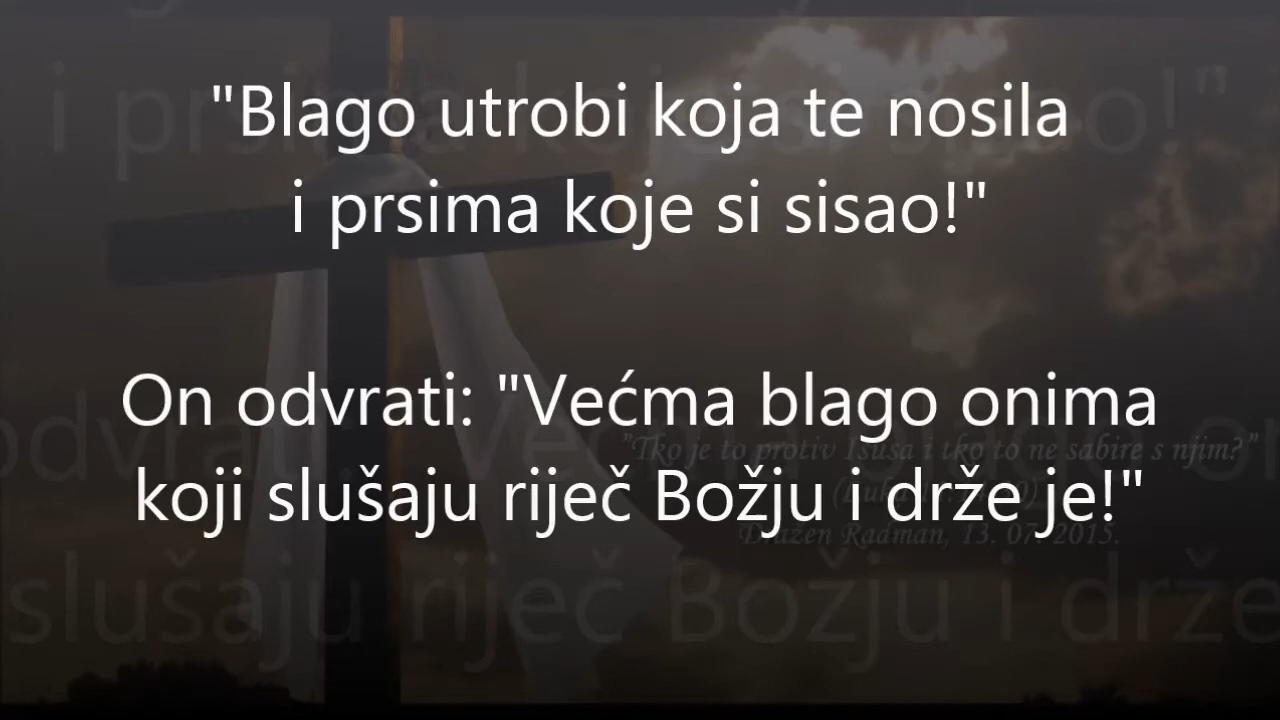 "Blago utrobi koja te nosila
i prsima koje si sisao!"
On odvrati: "Većma blago onima
"Tko je to protiv Isusa i tko to ne sabire s njim?"
koji slušaju riječ Božju i drže je!"
Dražen Radman, 13. 07. 2015.